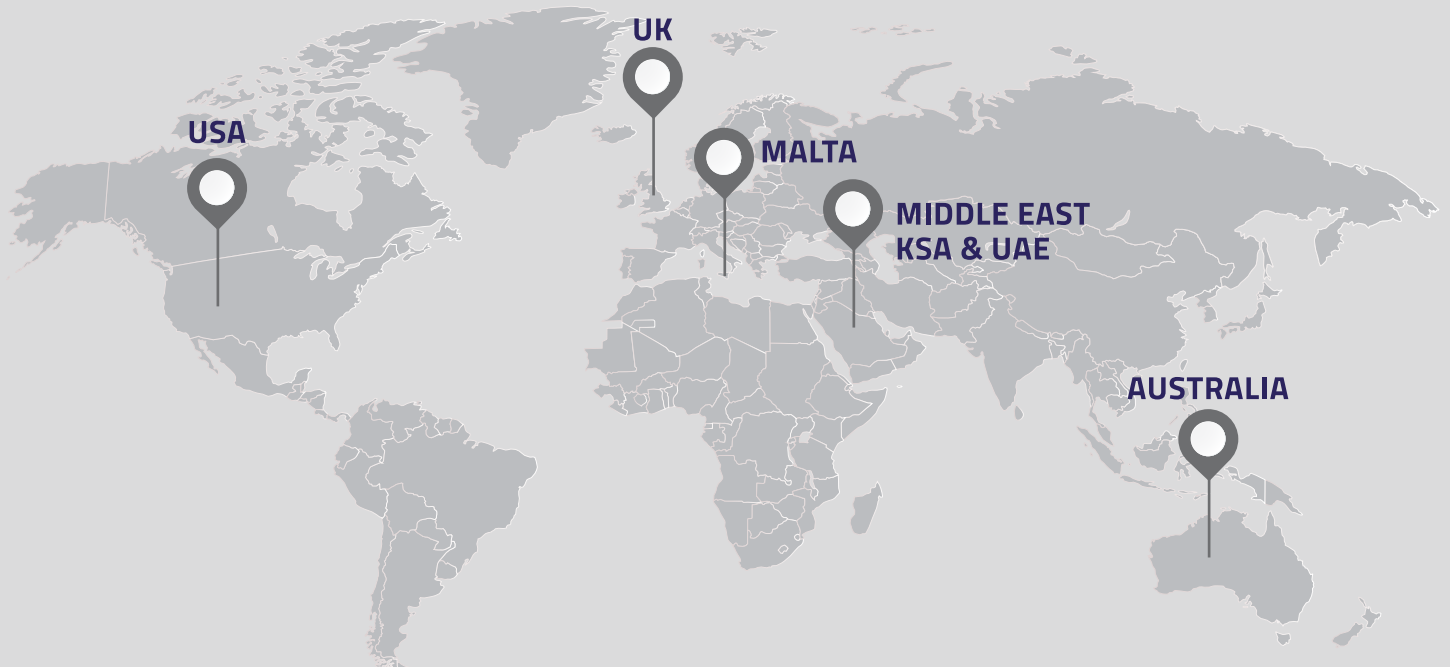 UK
USA
MALTA
MIDDLE EAST
KSA & UAE
AUSTRALIA